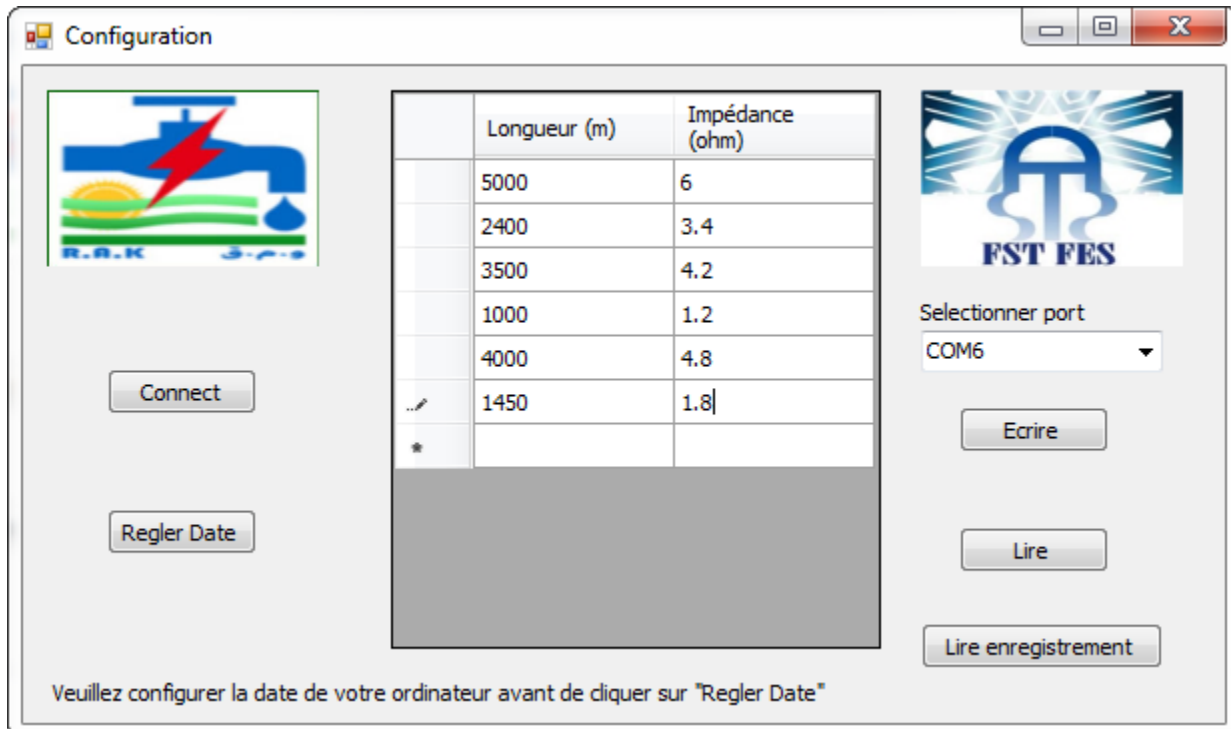 Configuration
R.A.K و.م.ق
FST FES
Longueur (m) Impédance (ohm)
5000 6
2400 3.4
3500 4.2
1000 1.2
4000 4.8
1450 1.8
Selectionner port
COM6
Connect
Ecrire
Regler Date
Lire
Lire enregistrement
Veuillez configurer la date de votre ordinateur avant de cliquer sur "Regler Date"